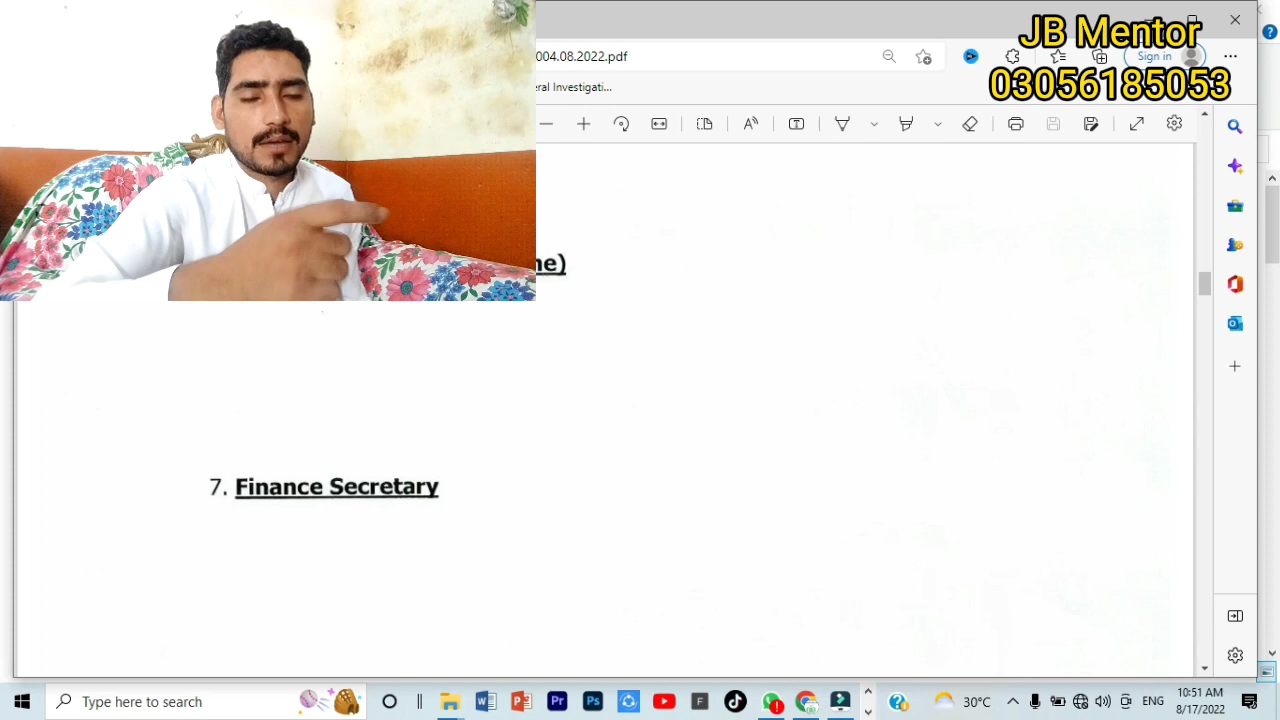 JB Mentor
03056185053
004.08.2022.pdf
Sign in
eral Investigati...
ne)
7. Finance Secretary
Type here to search
30°C
ENG
10:51 AM
8/17/2022